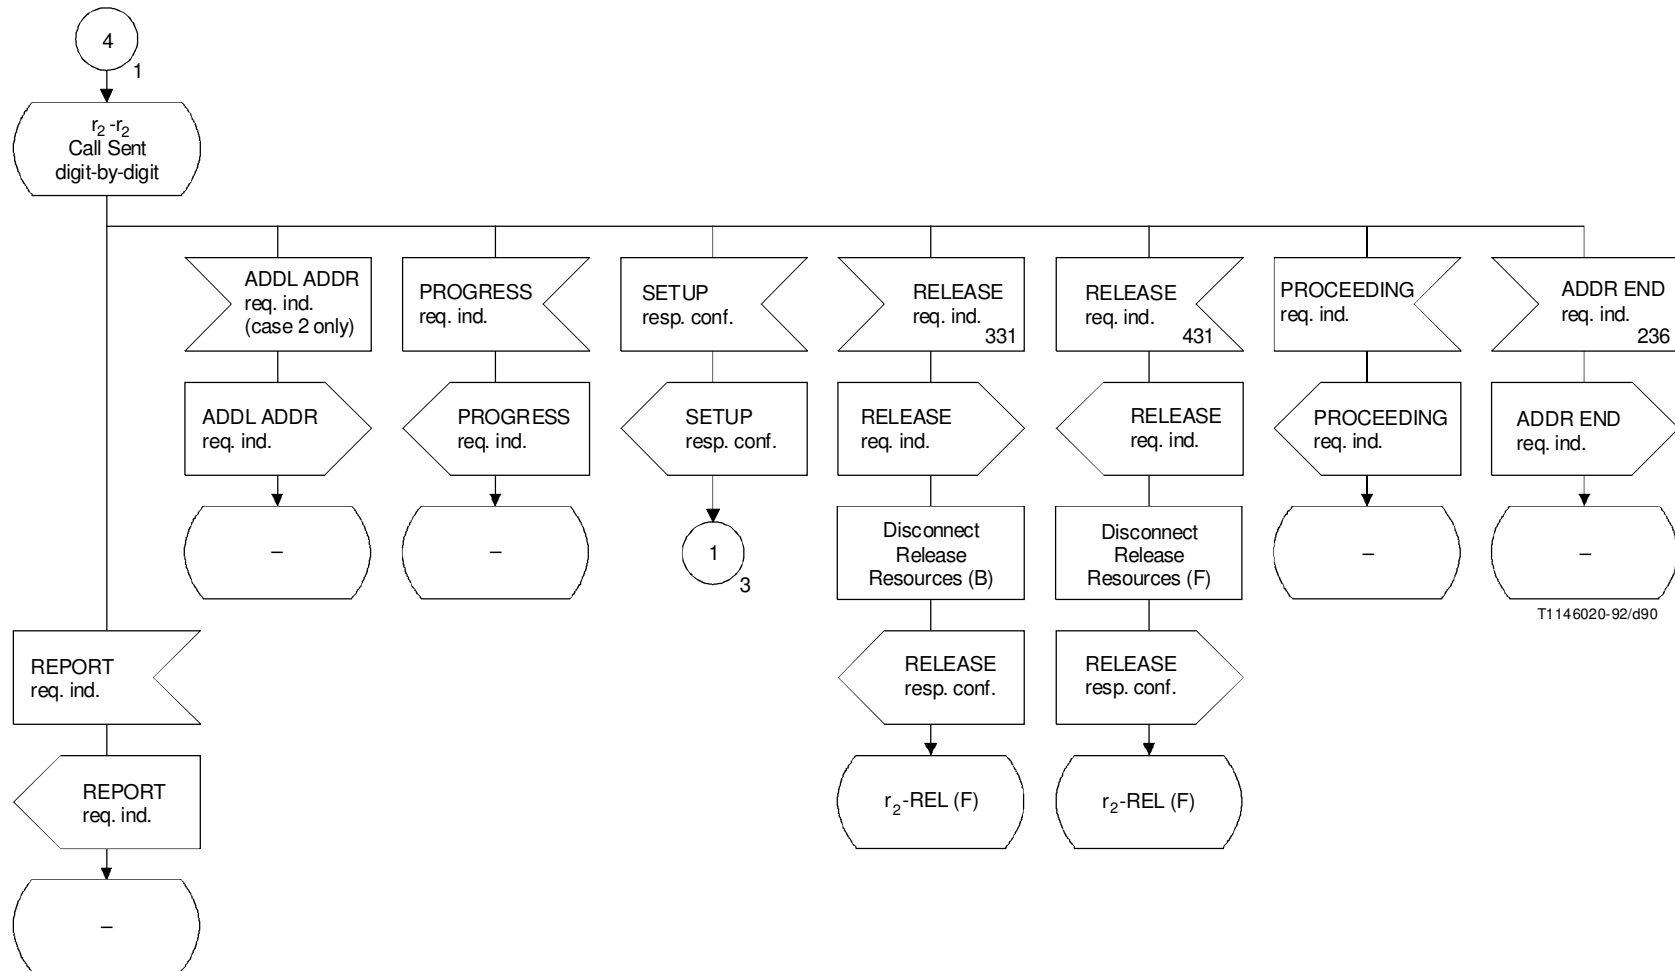 4
1
r2 -r2
Call Sent
digit-by-digit
ADDL ADDR
req. ind.
(case 2 only)
PROGRESS
req. ind.
SETUP
resp. conf.
RELEASE
req. ind.
331
RELEASE
req. ind.
431
PROCEEDING
req. ind.
ADDR END
req. ind.
236
ADDL ADDR
req. ind.
PROGRESS
req. ind.
SETUP
resp. conf.
RELEASE
req. ind.
RELEASE
req. ind.
PROCEEDING
req. ind.
ADDR END
req. ind.
–
–
1
3
Disconnect
Release
Resources (B)
Disconnect
Release
Resources (F)
–
–
T1146020-92/d90
REPORT
req. ind.
RELEASE
resp. conf.
RELEASE
resp. conf.
REPORT
req. ind.
r2-REL (F)
r2-REL (F)
–